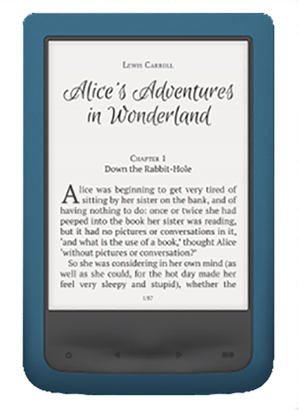 Lewis Carroll
Alice's Adventures
in Wonderland
Chapter 1
Down the Rabbit-Hole
Alice was beginning to get very tired of
sitting by her sister on the bank, and of
having nothing to do: once or twice she had
peeped into the book her sister was reading,
but it had no pictures or conversations in it,
'and what is the use of a book,' thought Alice
'without pictures or conversation?'
So she was considering in her own mind (as
well as she could, for the hot day made her
feel very sleepy and stupid), whether the
1/87